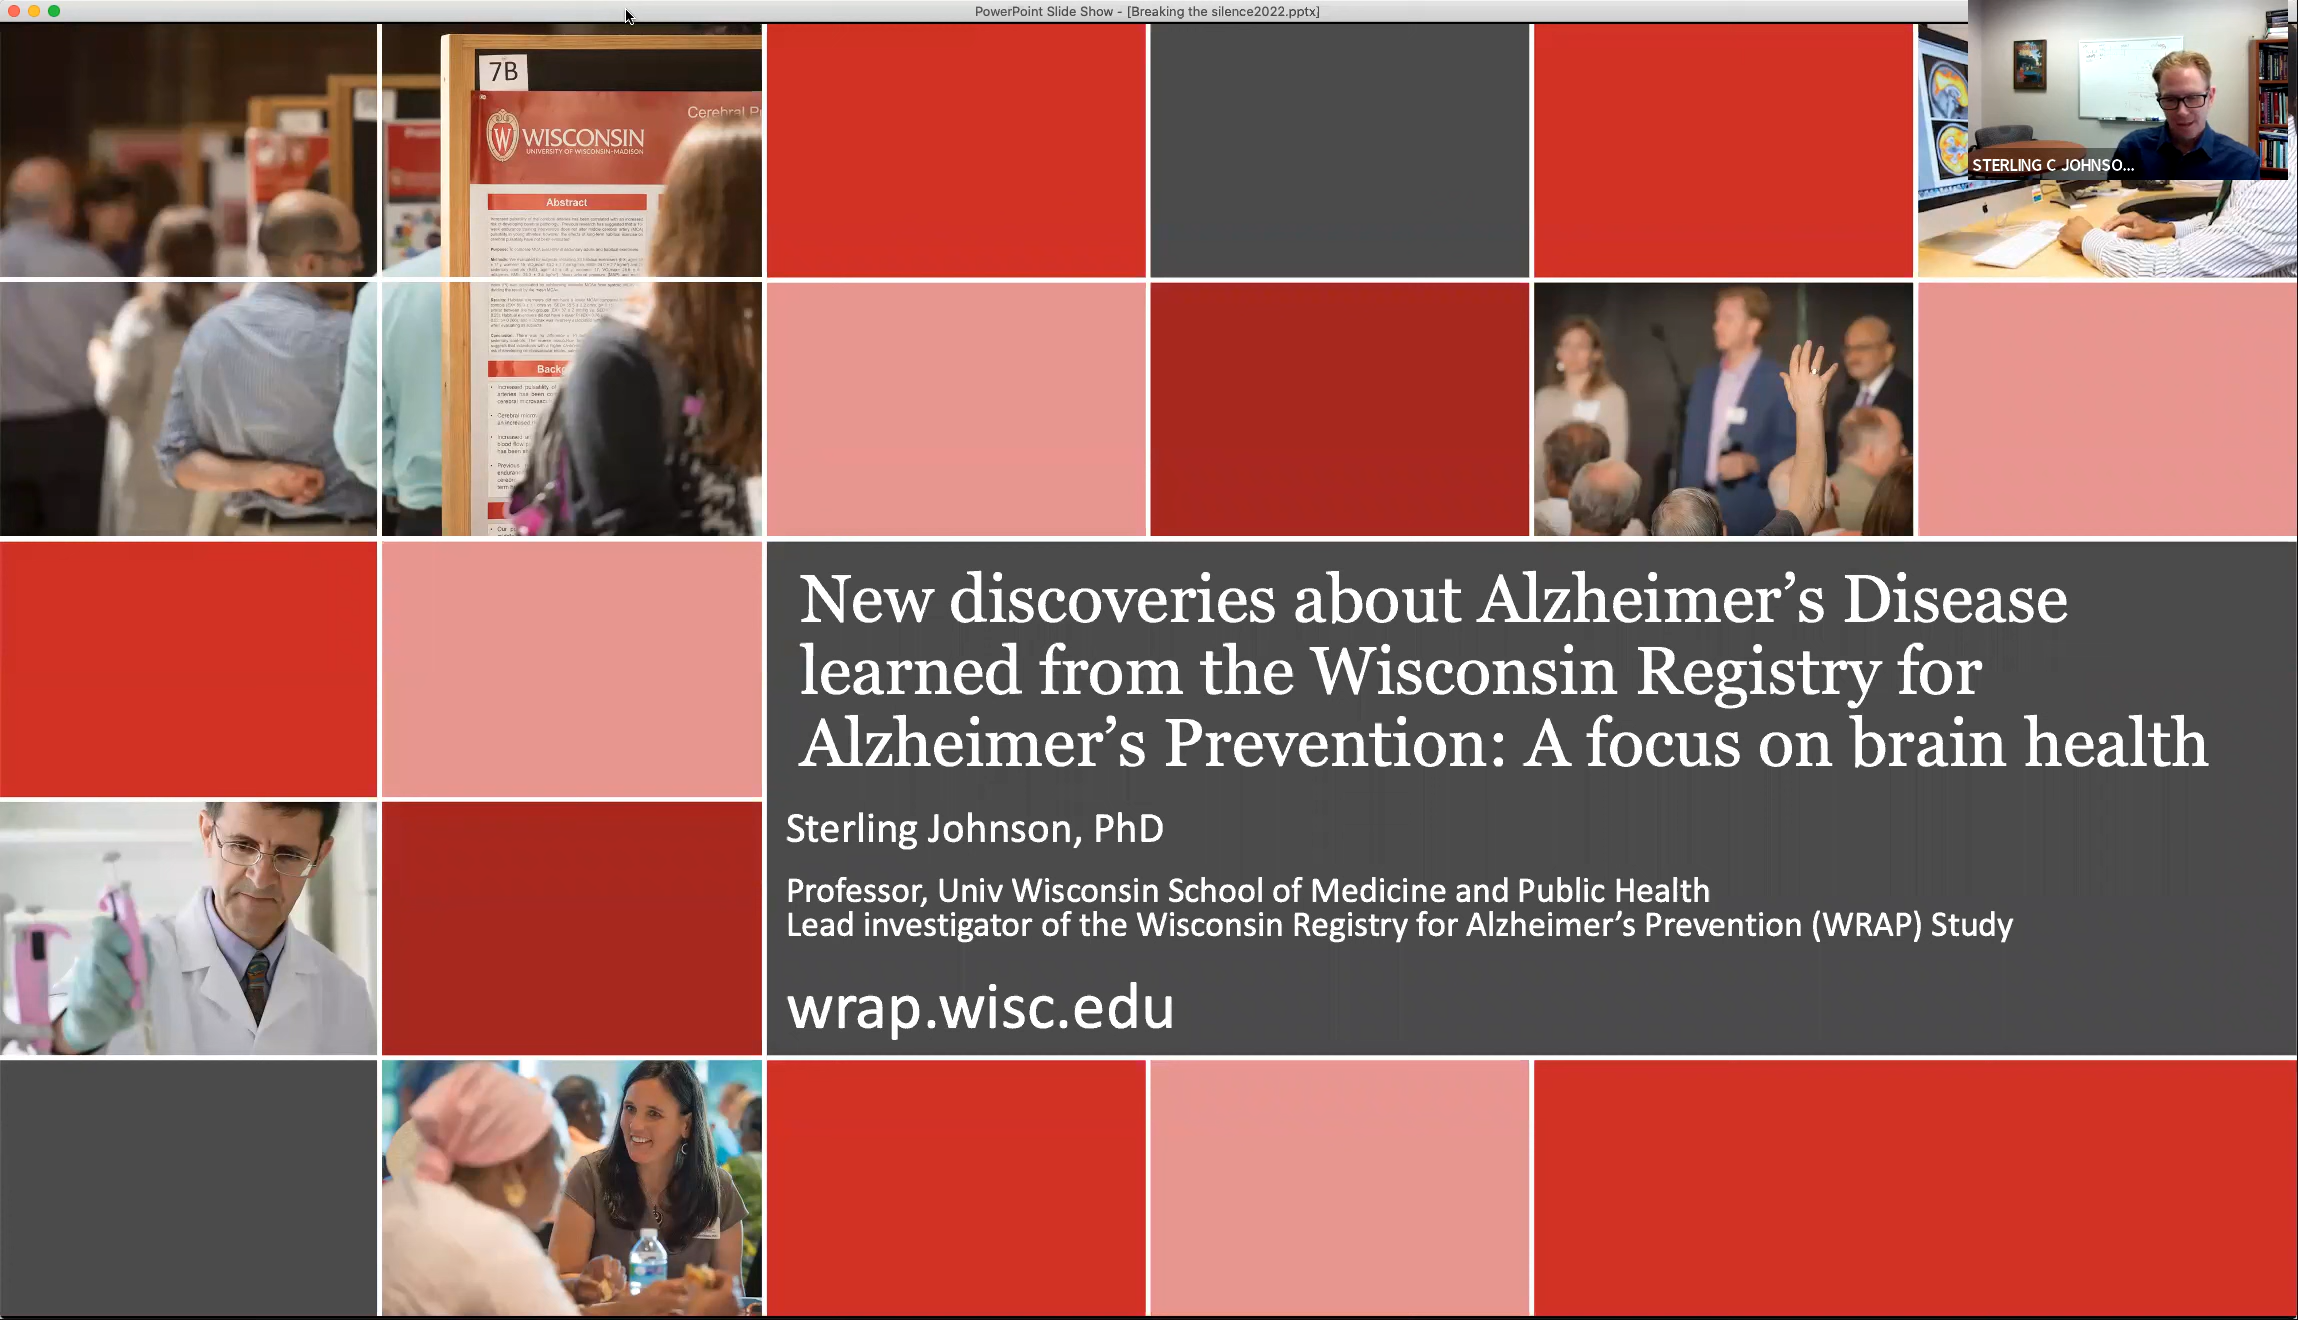 PowerPoint Slide Show - [Breaking the silence2022.pptx]
STERLING C JOHNSO...
7B
Cerebral P
W
WISCONSIN
UNIVERSITY OF WISCONSIN-MADISON
Abstract
Back
New discoveries about Alzheimer’s Disease
learned from the Wisconsin Registry for
Alzheimer’s Prevention: A focus on brain health
Sterling Johnson, PhD
Professor, Univ Wisconsin School of Medicine and Public Health
Lead investigator of the Wisconsin Registry for Alzheimer’s Prevention (WRAP) Study
wrap.wisc.edu